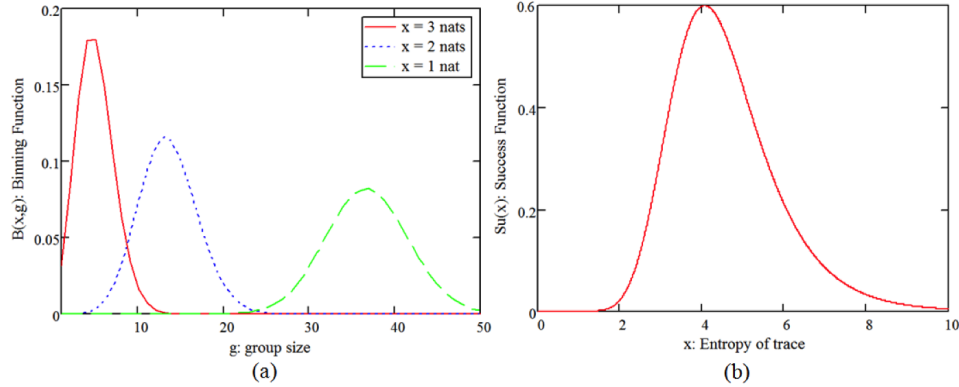 0.2
0.15
0.1
0.05
0
B(x,g): Binning Function
x = 3 nats
x = 2 nats
x = 1 nat
10 20 30 40 50
g: group size
(a)
0.6
0.4
0.2
0
Su(x): Success Function
0 2 4 6 8 10
x: Entropy of trace
(b)